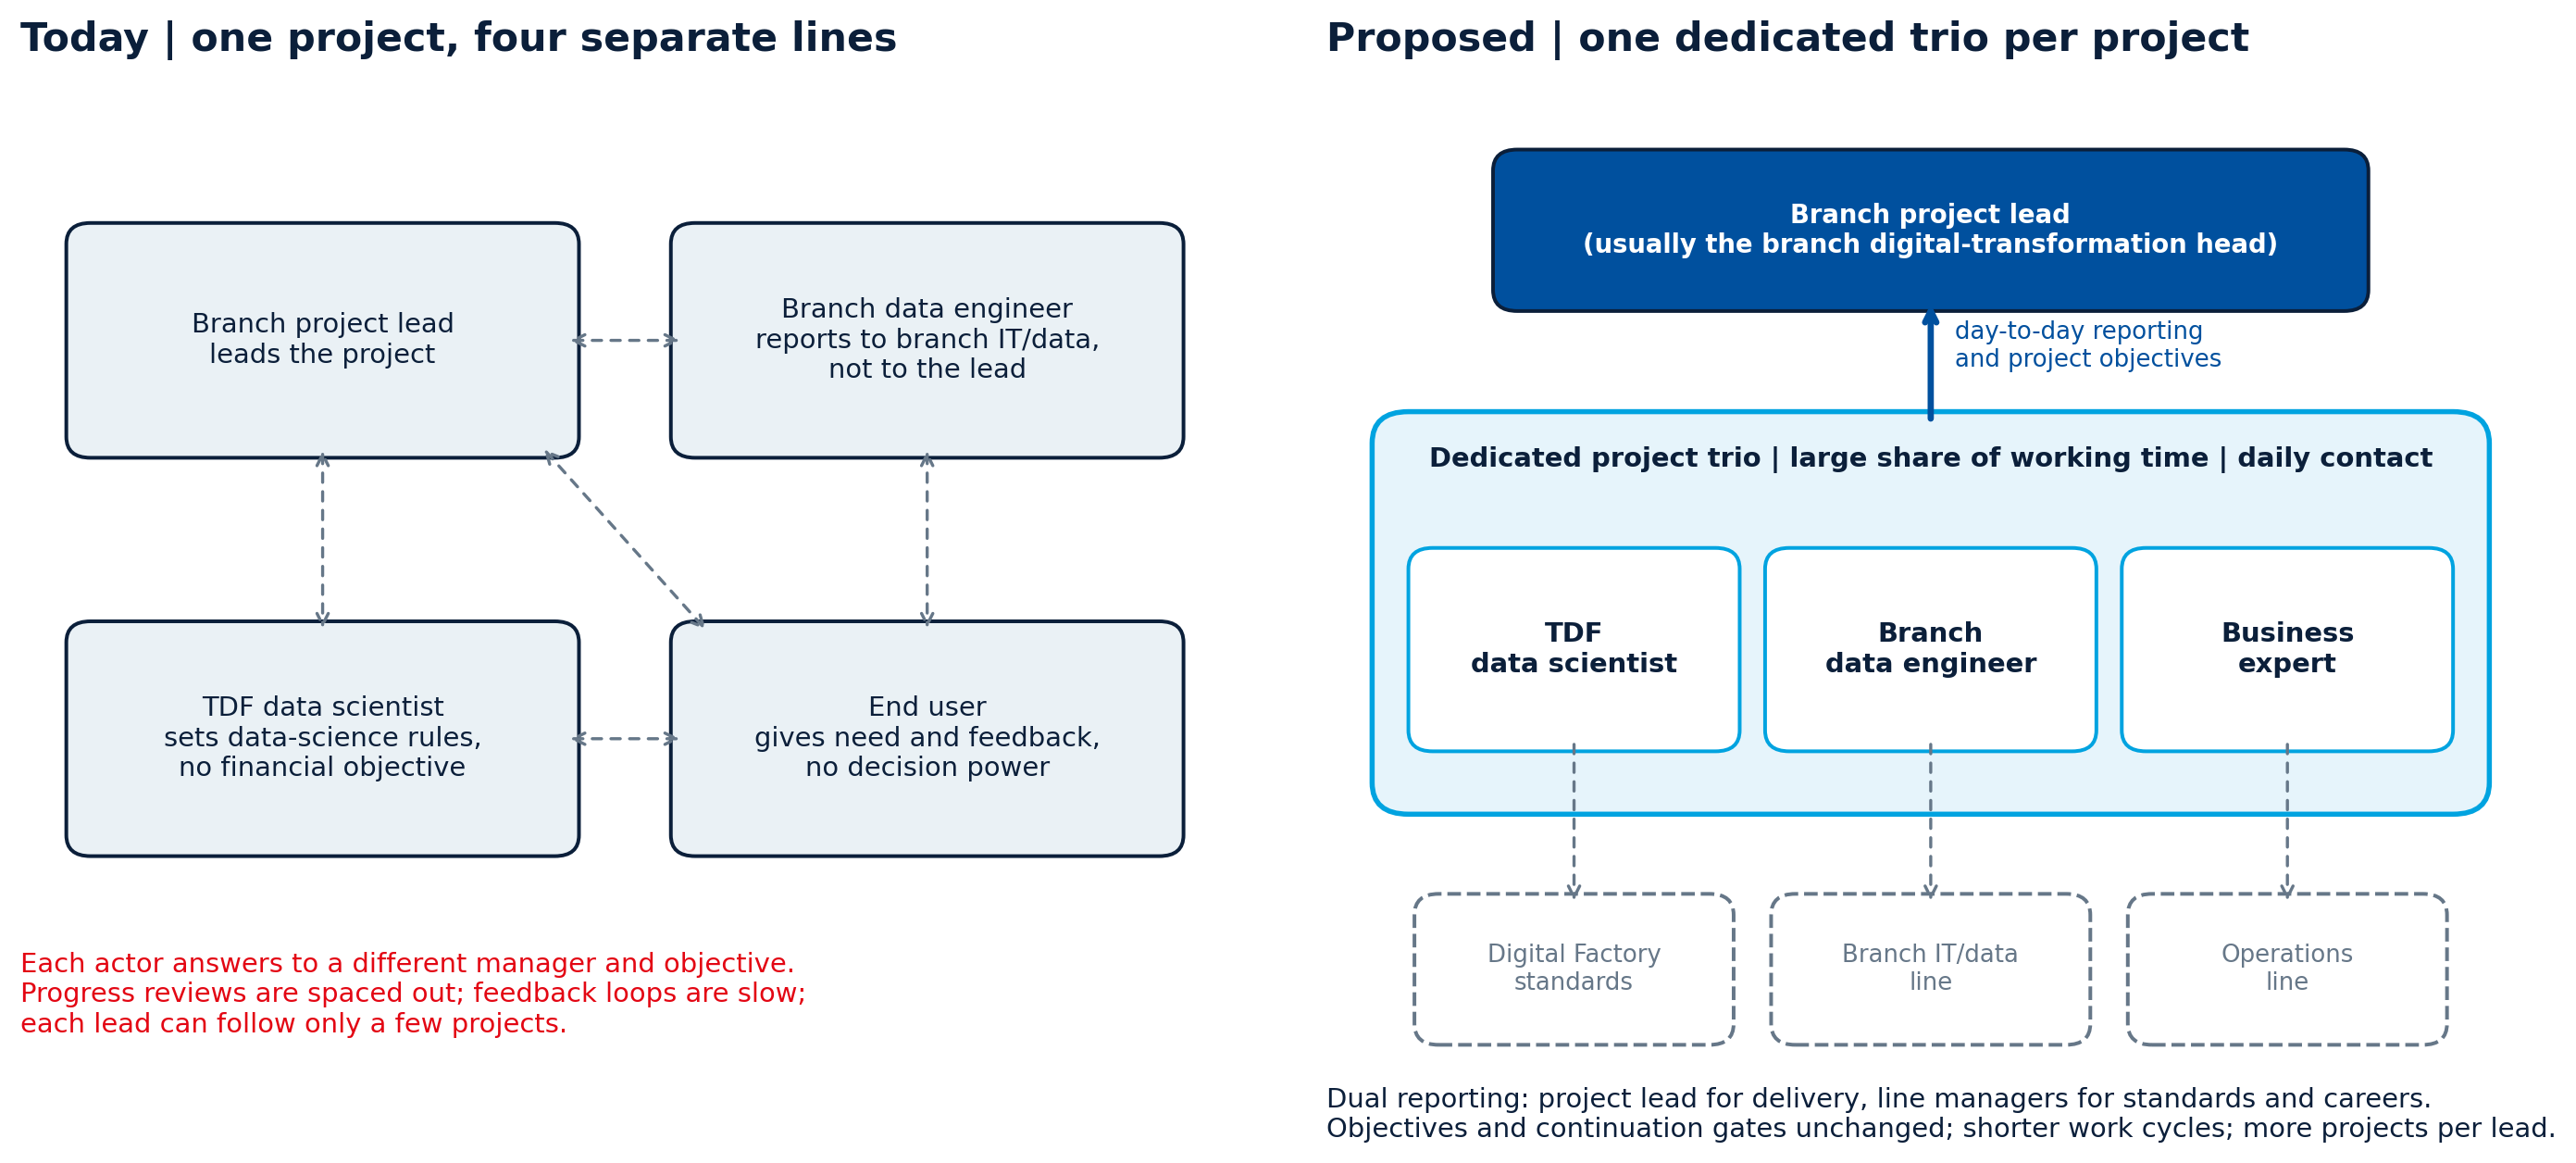 Today | one project, four separate lines
Branch project lead
leads the project
Branch data engineer
reports to branch IT/data,
not to the lead
TDF data scientist
sets data-science rules,
no financial objective
End user
gives need and feedback,
no decision power
Each actor answers to a different manager and objective.
Progress reviews are spaced out; feedback loops are slow;
each lead can follow only a few projects.
Proposed | one dedicated trio per project
Branch project lead
(usually the branch digital-transformation head)
day-to-day reporting
and project objectives
Dedicated project trio | large share of working time | daily contact
TDF
data scientist
Branch
data engineer
Business
expert
Digital Factory
standards
Branch IT/data
line
Operations
line
Dual reporting: project lead for delivery, line managers for standards and careers.
Objectives and continuation gates unchanged; shorter work cycles; more projects per lead.